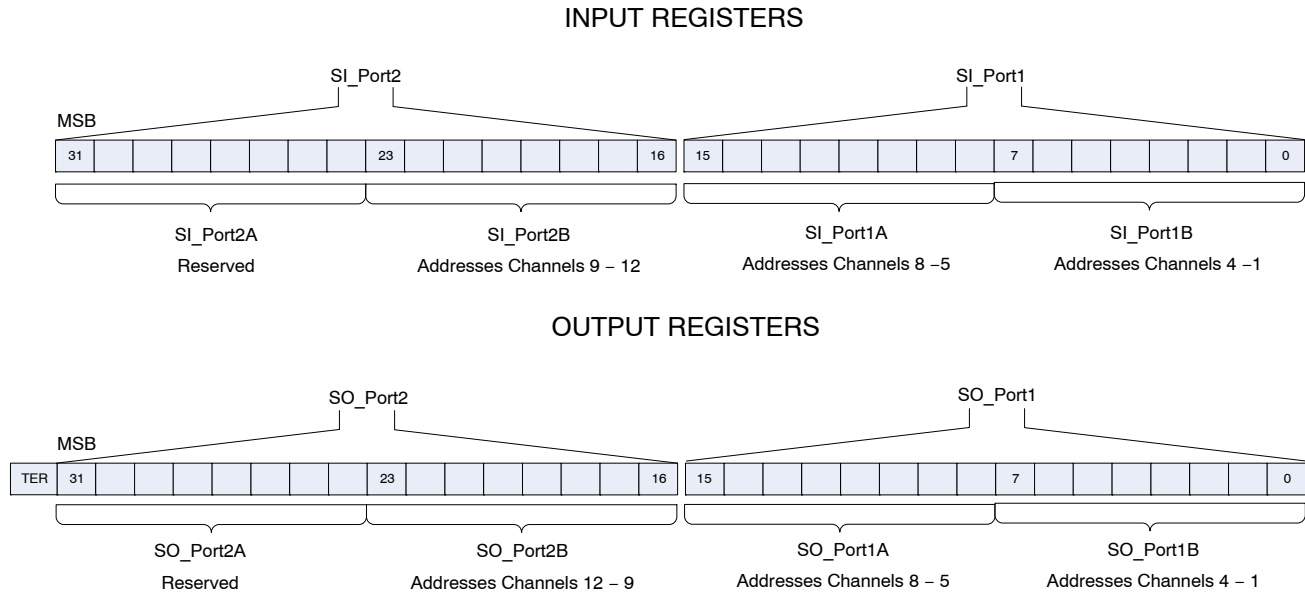 INPUT REGISTERS
SI_Port2
SI_Port1
MSB
31 23 16 15 7 0
SI_Port2A
SI_Port2B
SI_Port1A
SI_Port1B
Reserved
Addresses Channels 9 − 12
Addresses Channels 8 −5
Addresses Channels 4 −1
OUTPUT REGISTERS
SO_Port2
SO_Port1
MSB
TER 31 23 16 15 7 0
SO_Port2A
SO_Port2B
SO_Port1A
SO_Port1B
Reserved
Addresses Channels 12 − 9
Addresses Channels 8 − 5
Addresses Channels 4 − 1